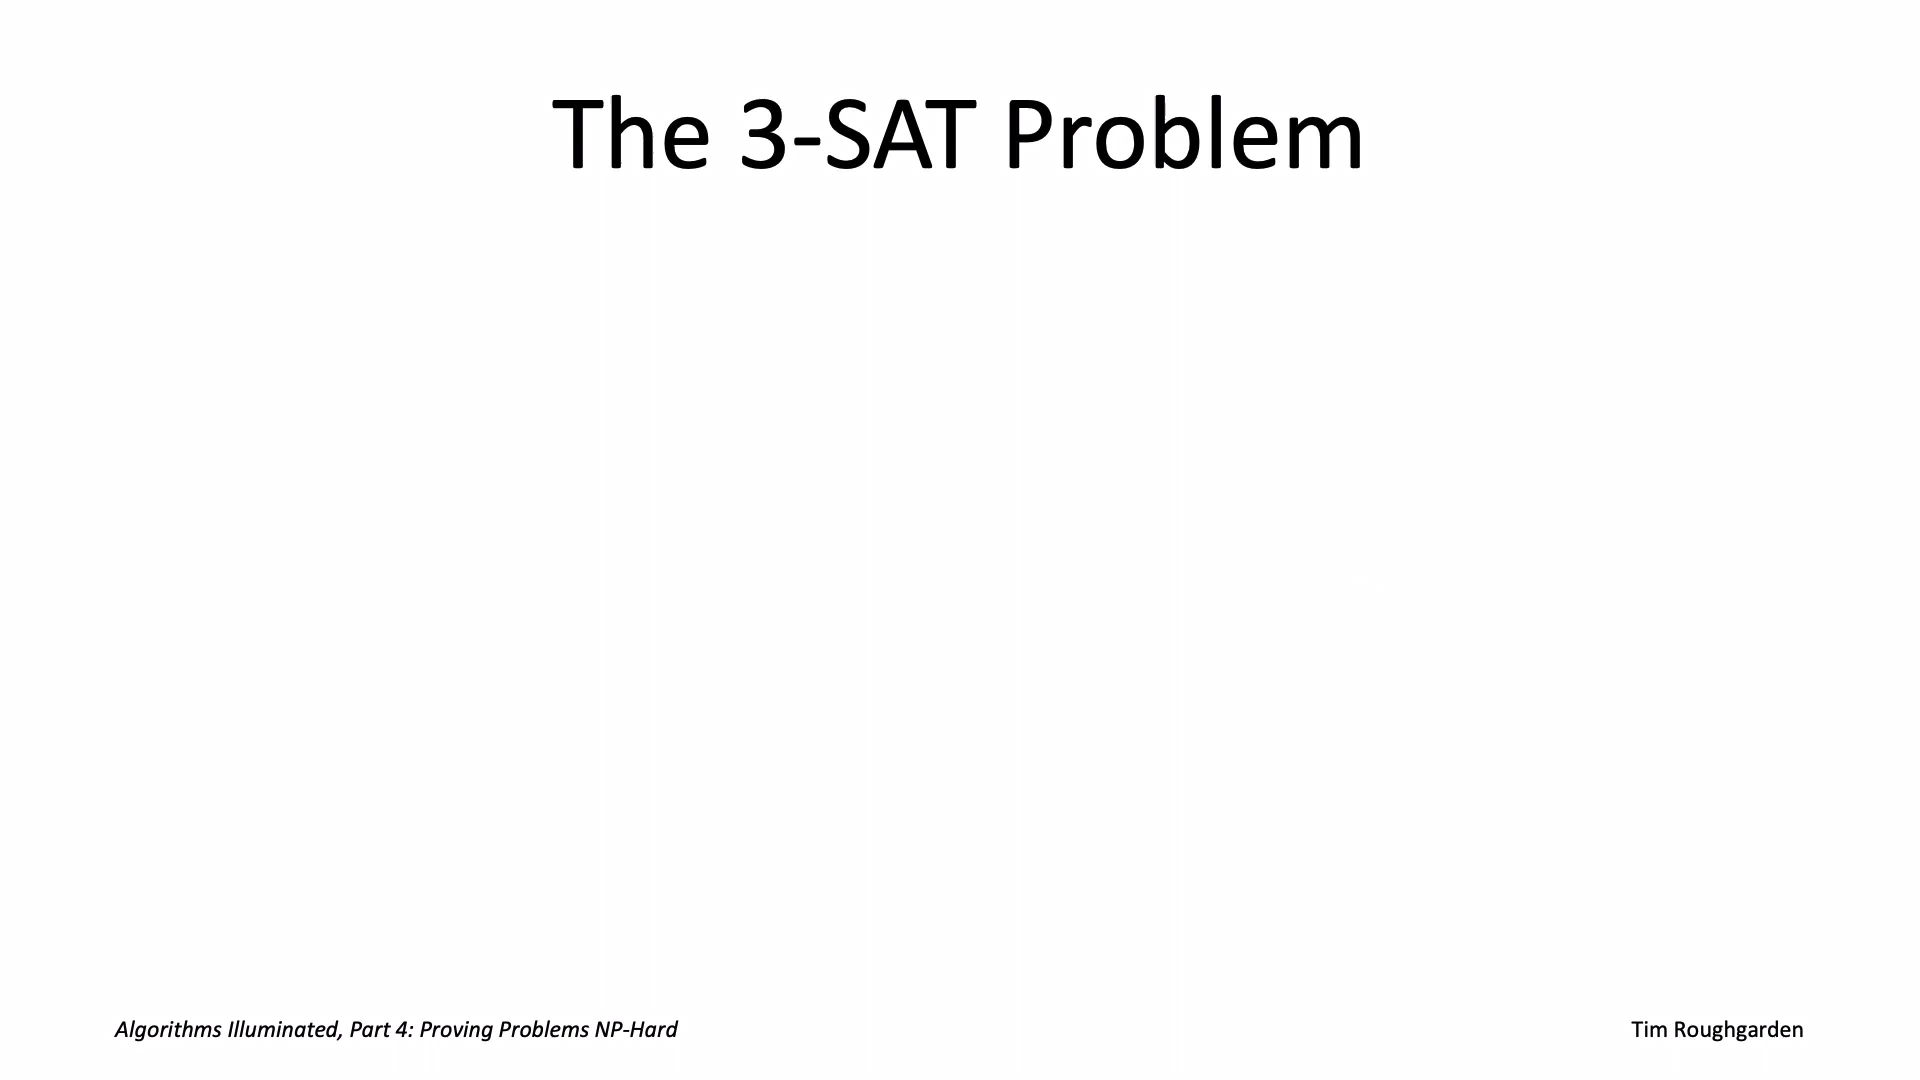 The 3-SAT Problem
Algorithms Illuminated, Part 4: Proving Problems NP-Hard
Tim Roughgarden